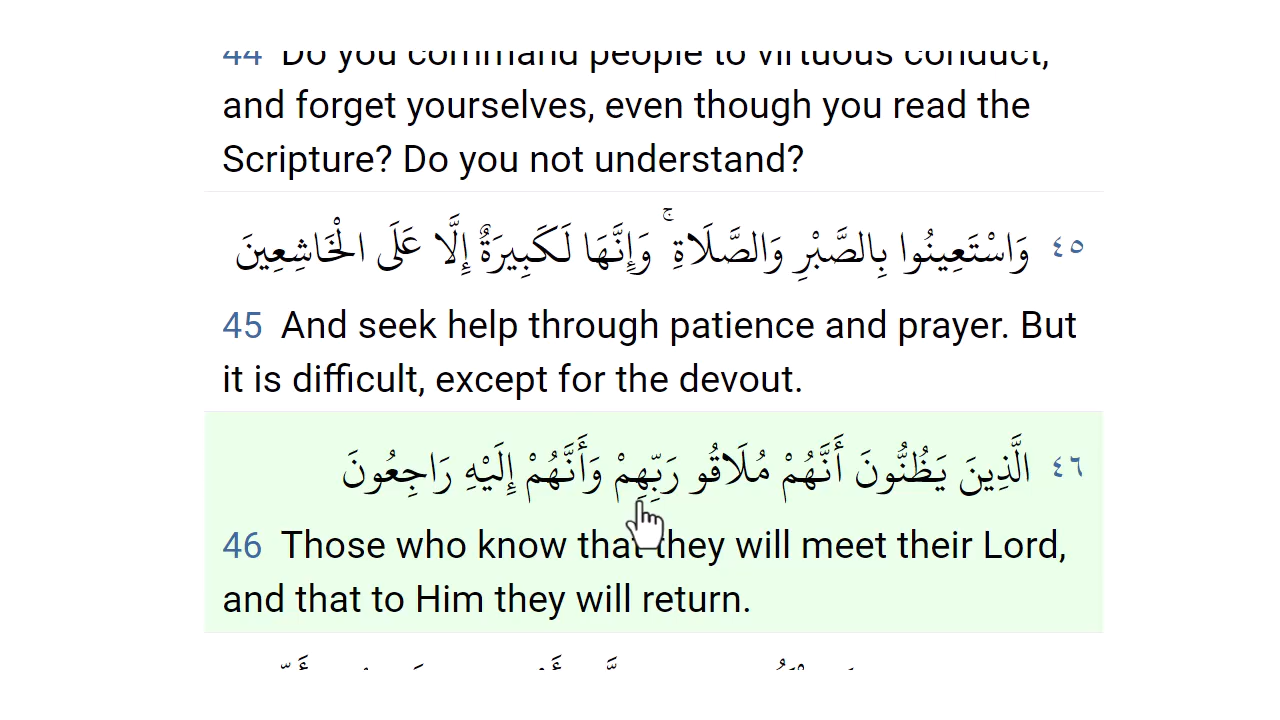 44 Do you command people to virtuous conduct,
and forget yourselves, even though you read the
Scripture? Do you not understand?
٤٥ وَاسْتَعِينُوا بِالصَّبْرِ وَالصَّلَاةِ ۚ وَإِنَّهَا لَكَبِيرَةٌ إِلَّا عَلَى الْخَاشِعِينَ
45 And seek help through patience and prayer. But
it is difficult, except for the devout.
٤٦ الَّذِينَ يَظُنُّونَ أَنَّهُمْ مُلَاقُو رَبِّهِمْ وَأَنَّهُمْ إِلَيْهِ رَاجِعُونَ
46 Those who know that they will meet their Lord,
and that to Him they will return.